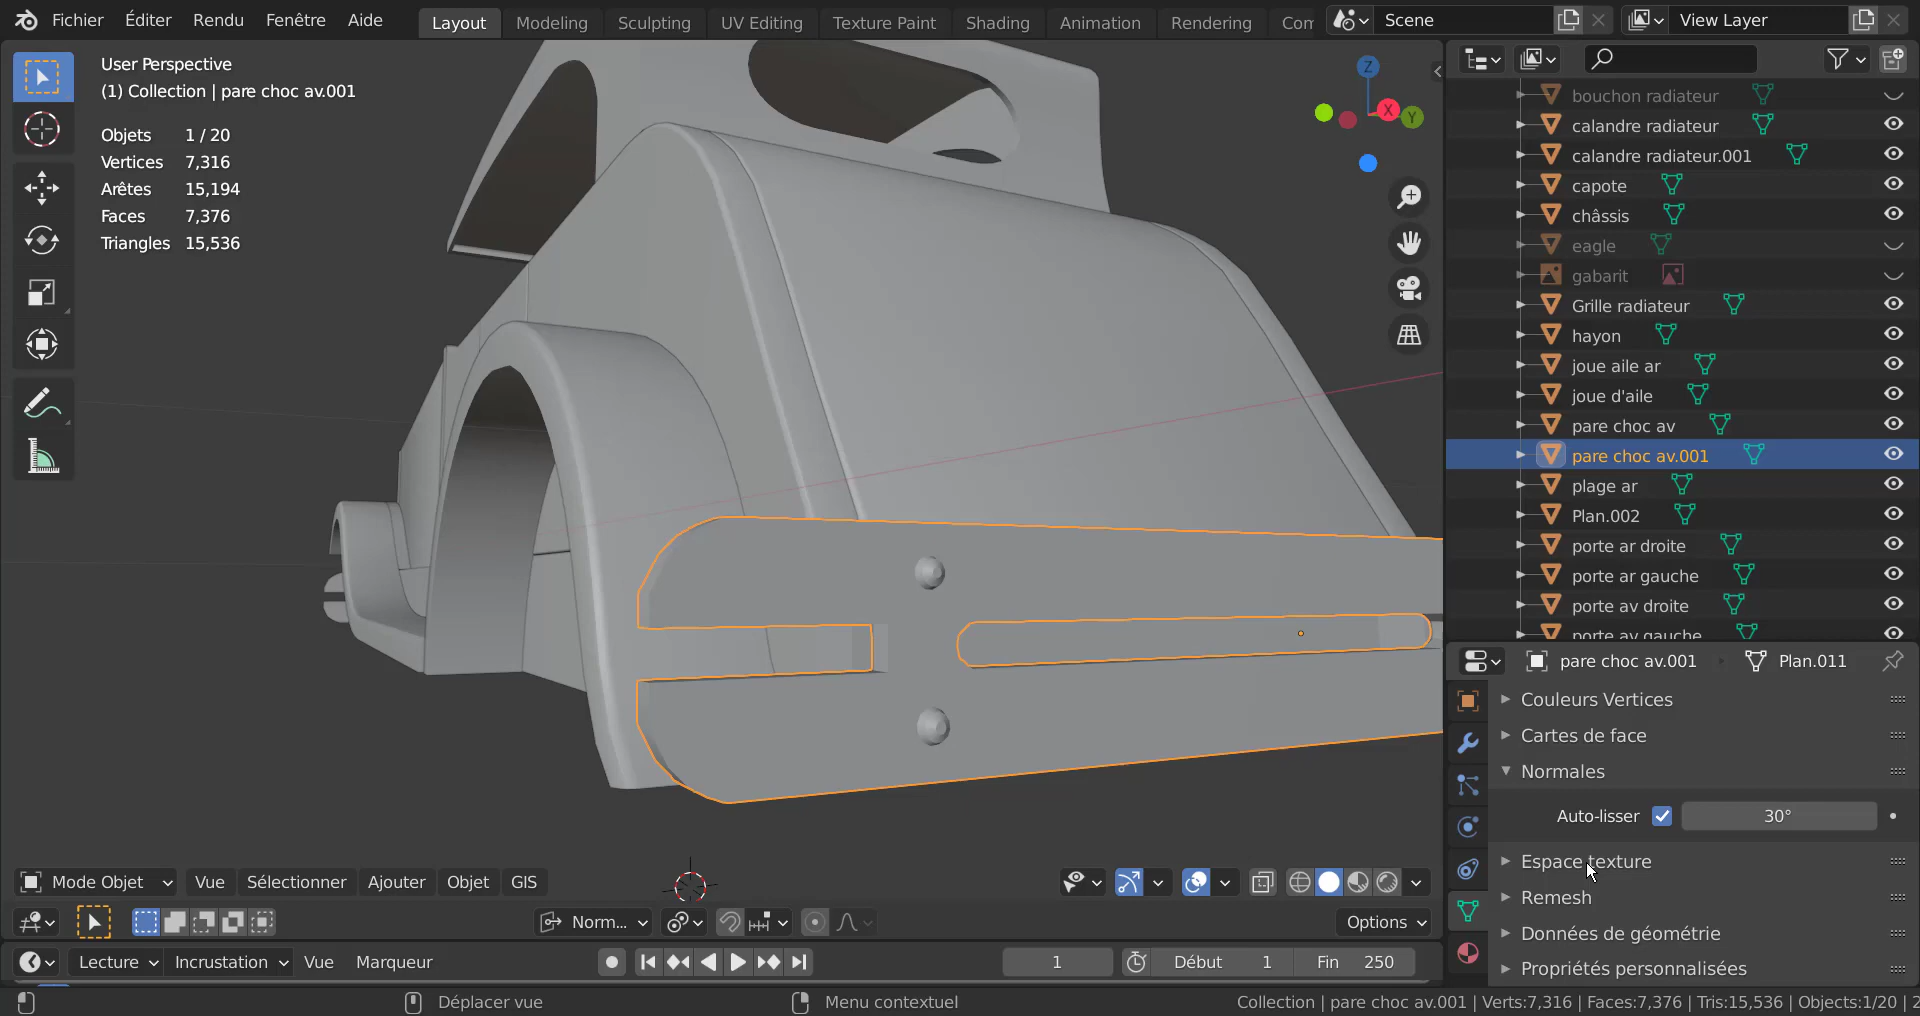 Fichier Éditer Rendu Fenêtre Aide
Layout Modeling Sculpting UV Editing Texture Paint Shading Animation Rendering Com
Scene
View Layer
User Perspective
(1) Collection | pare choc av.001
Objets 1 / 20
Vertices 7,316
Arêtes 15,194
Faces 7,376
Triangles 15,536
Z
X
Y
bouchon radiateur
calandre radiateur
calandre radiateur.001
capote
châssis
eagle
gabarit
Grille radiateur
hayon
joue aile ar
joue d'aile
pare choc av
pare choc av.001
plage ar
Plan.002
porte ar droite
porte ar gauche
porte av droite
porte av gauche
pare choc av.001 Plan.011
Couleurs Vertices
Cartes de face
Normales
Auto-lisser 30°
Espace texture
Remesh
Données de géométrie
Propriétés personnalisées
Mode Objet Vue Sélectionner Ajouter Objet GIS
Norm... Options
Lecture Incrustation Vue Marqueur 1 Début 1 Fin 250
Déplacer vue Menu contextuel Collection | pare choc av.001 | Verts:7,316 | Faces:7,376 | Tris:15,536 | Objects:1/20 | 2